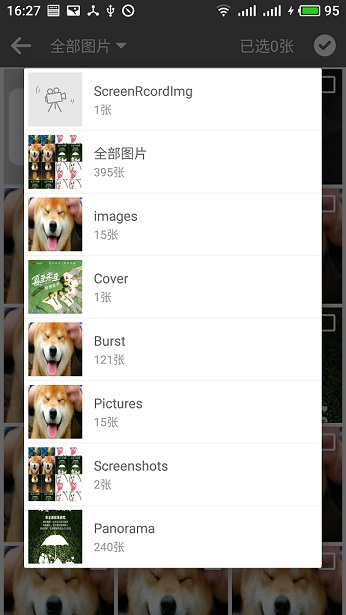 16:27
95
全部图片
已选0张
ScreenRcordImg
1张
全部图片
395张
images
15张
Cover
1张
Burst
121张
Pictures
15张
Screenshots
2张
Panorama
240张